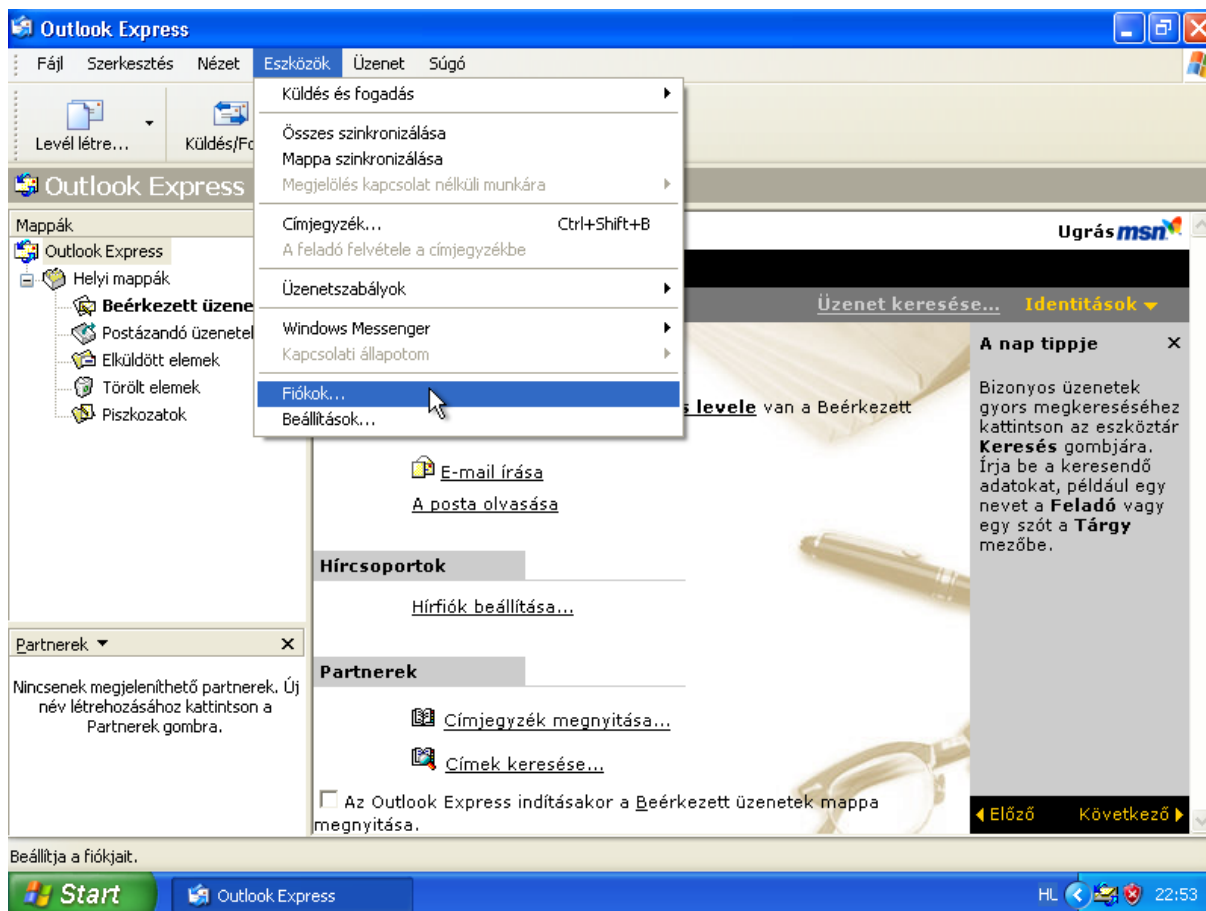 Outlook Express
Fájl Szerkesztés Nézet Eszközök Üzenet Súgó
Levél létre... Küldés/Fo
Küldés és fogadás
Összes szinkronizálása
Mappa szinkronizálása
Megjelölés kapcsolat nélküli munkára
Címjegyzék... Ctrl+Shift+B
A feladó felvétele a címjegyzékbe
Üzenetszabályok
Windows Messenger
Kapcsolati állapotom
Fiókok...
Beállítások...
Outlook Express
Mappák
Outlook Express
Helyi mappák
Beérkezett üzene
Postázandó üzenetel
Elküldött elemek
Törölt elemek
Piszkozatok
Partnerek
Nincsenek megjeleníthető partnerek. Új
név létrehozásához kattintson a
Partnerek gombra.
Ugrás msn
Üzenet keresése... Identitások
s levele van a Beérkezett
E-mail írása
A posta olvasása
Hírcsoportok
Hírfiók beállítása...
Partnerek
Címjegyzék megnyitása...
Címek keresése...
Az Outlook Express indításakor a Beérkezett üzenetek mappa
megnyitása.
A nap tippje
Bizonyos üzenetek
gyors megkereséséhez
kattintson az eszköztár
Keresés gombjára.
Írja be a keresendő
adatokat, például egy
nevet a Feladó vagy
egy szót a Tárgy
mezőbe.
Előző Következő
Beállítja a fiókjait.
Start Outlook Express HL 22:53